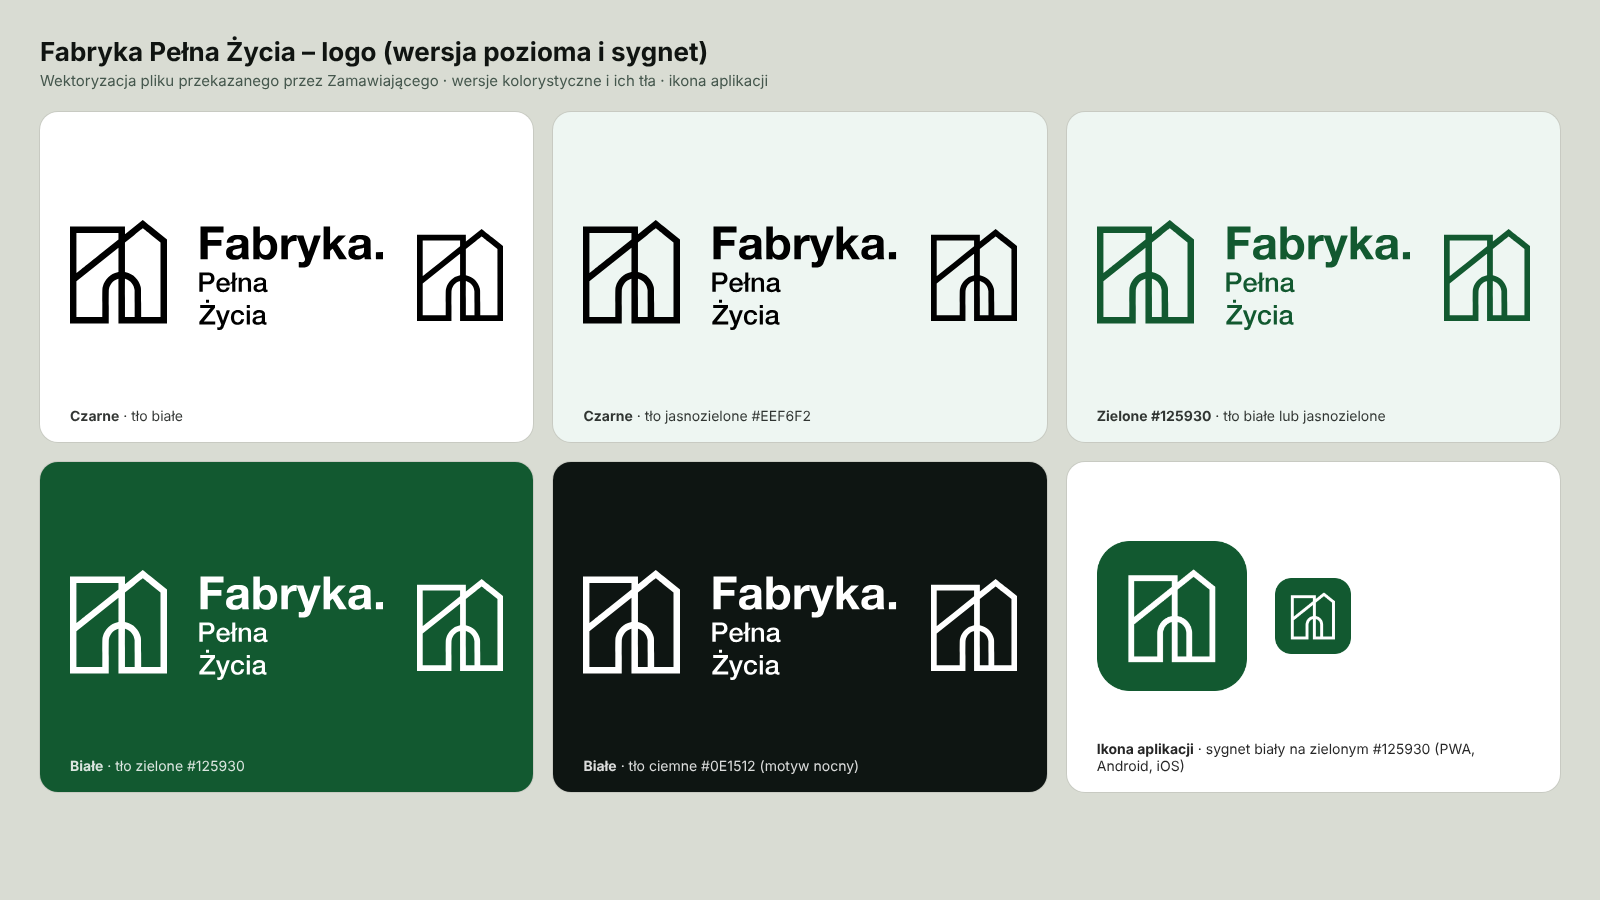 Fabryka Pełna Życia – logo (wersja pozioma i sygnet)
Wektoryzacja pliku przekazanego przez Zamawiającego · wersje kolorystyczne i ich tła · ikona aplikacji
Fabryka.
Pełna
Życia
Czarne · tło białe
Fabryka.
Pełna
Życia
Czarne · tło jasnozielone #EEF6F2
Fabryka.
Pełna
Życia
Zielone #125930 · tło białe lub jasnozielone
Fabryka.
Pełna
Życia
Białe · tło zielone #125930
Fabryka.
Pełna
Życia
Białe · tło ciemne #0E1512 (motyw nocny)
Ikona aplikacji · sygnet biały na zielonym #125930 (PWA,
Android, iOS)